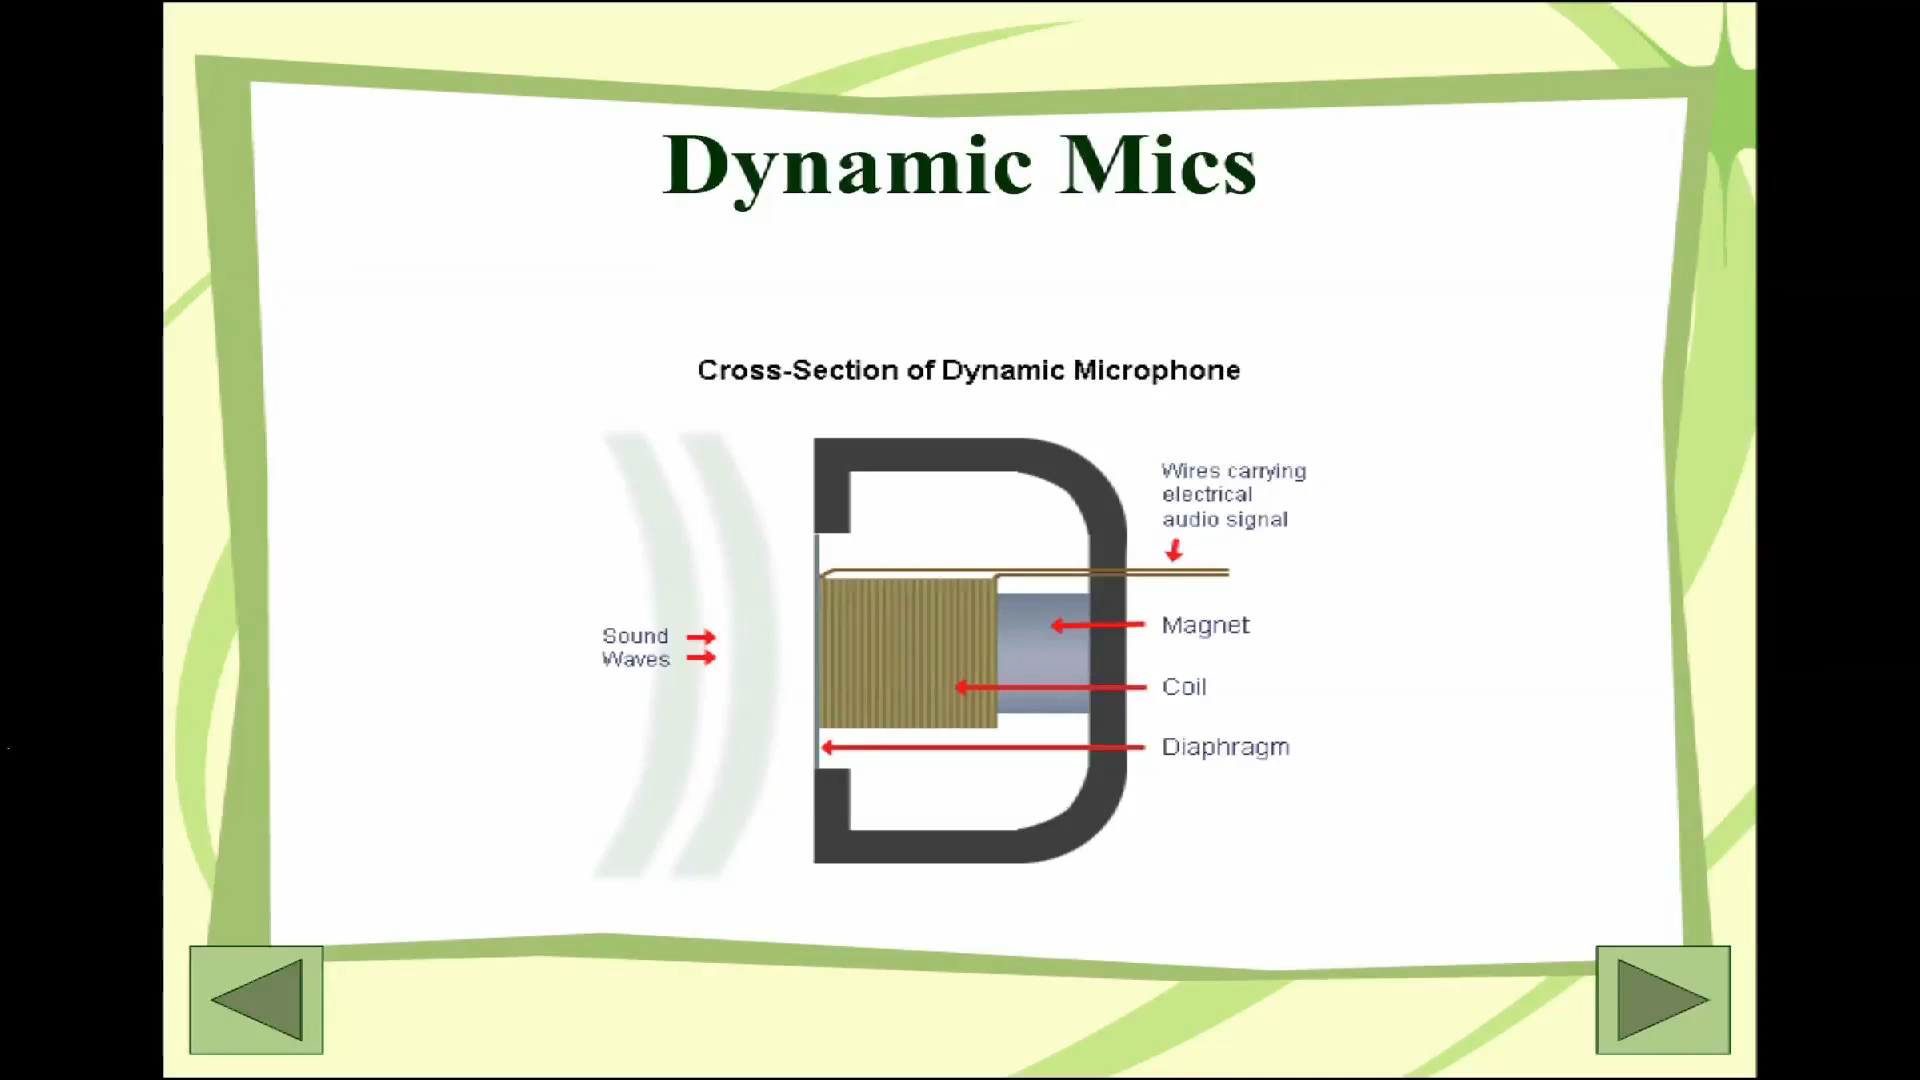 Dynamic Mics
Cross-Section of Dynamic Microphone
Wires carrying
electrical
audio signal
Sound
Waves
Magnet
Coil
Diaphragm